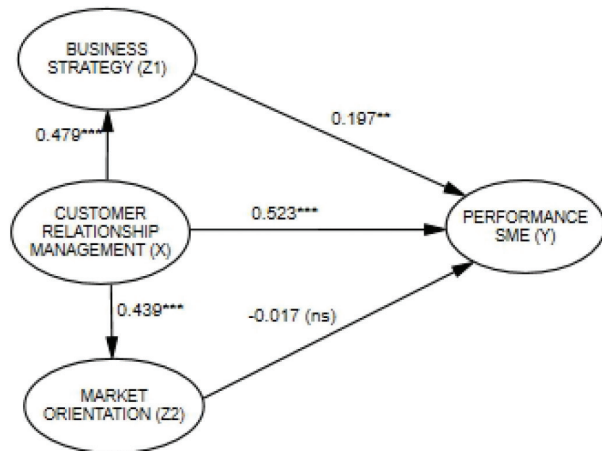 BUSINESS
STRATEGY (Z1)
0.197**
0.479***
CUSTOMER
RELATIONSHIP
MANAGEMENT (X)
0.523***
PERFORMANCE
SME (Y)
0.439***
-0.017 (ns)
MARKET
ORIENTATION (Z2)